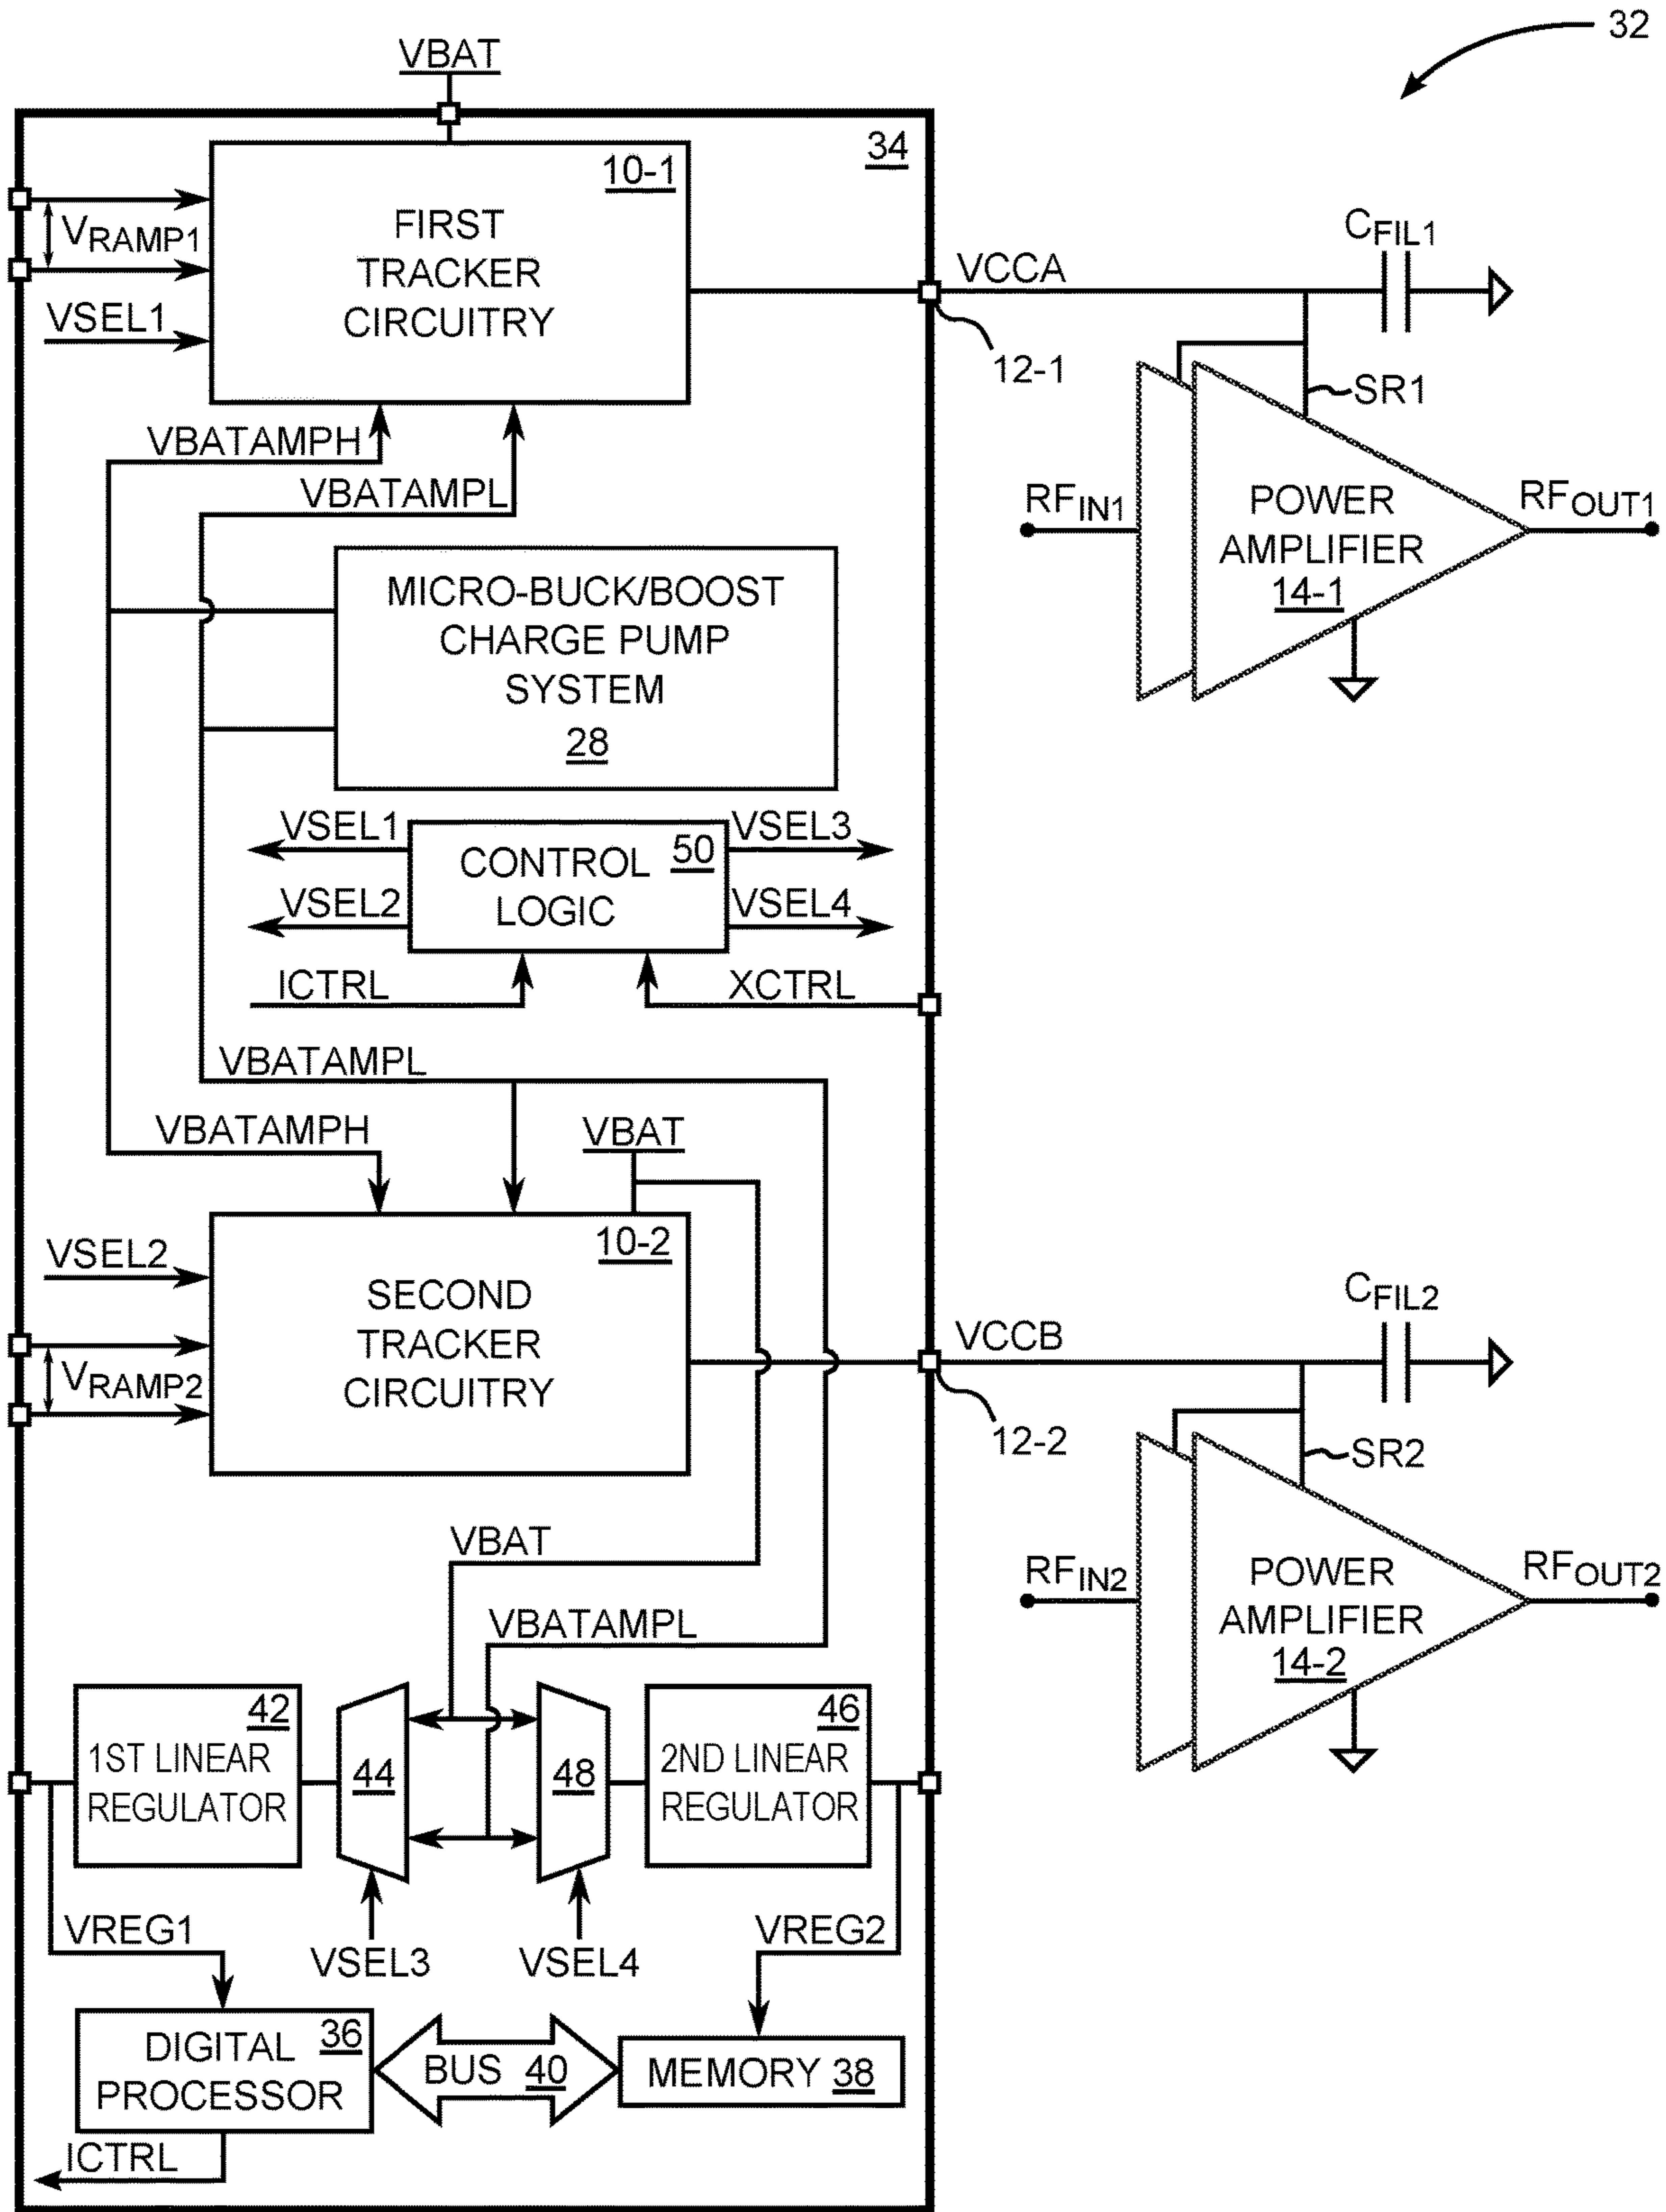 32
VBAT
34
10-1
FIRST
TRACKER
CIRCUITRY
VRAMP1
VSEL1
VCCA
CFIL1
12-1
SR1
VBATAMPH
VBATAMPL
RFIN1
POWER
AMPLIFIER
14-1
RFOUT1
MICRO-BUCK/BOOST
CHARGE PUMP
SYSTEM
28
VSEL1
VSEL2
CONTROL
LOGIC
50
VSEL3
VSEL4
ICTRL
XCTRL
VBATAMPL
VBATAMPH
VBAT
10-2
SECOND
TRACKER
CIRCUITRY
VSEL2
VRAMP2
VCCB
CFIL2
12-2
SR2
RFIN2
POWER
AMPLIFIER
14-2
RFOUT2
VBAT
VBATAMPL
42
1ST LINEAR
REGULATOR
44
48
46
2ND LINEAR
REGULATOR
VREG1
VSEL3
VSEL4
VREG2
36
DIGITAL
PROCESSOR
BUS 40
MEMORY 38
ICTRL